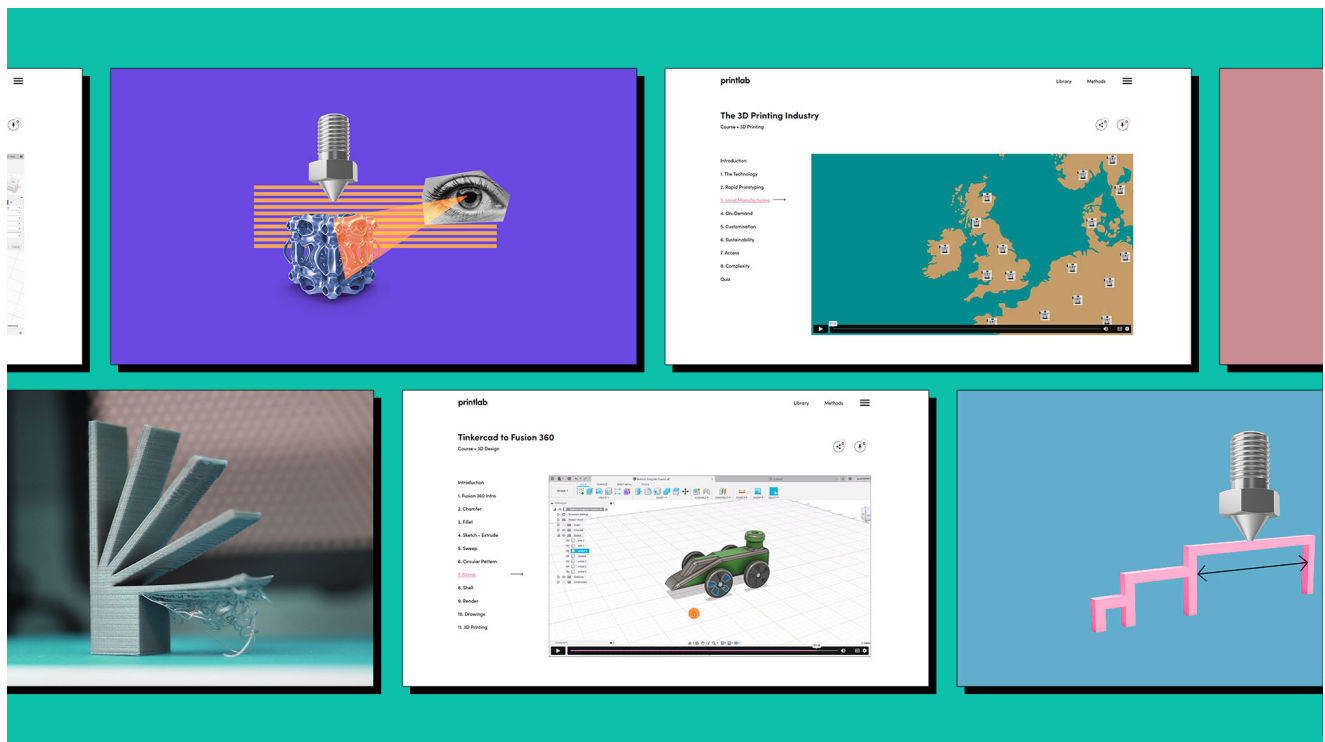 printlab
Library
Methods
The 3D Printing Industry
Course • 3D Printing
Introduction
1. The Technology
2. Rapid Prototyping
3. Local Manufacturing
4. On-Demand
5. Customisation
6. Sustainability
7. Access
8. Complexity
Quiz
printlab
Library
Methods
Tinkercad to Fusion 360
Course • 3D Design
Introduction
1. Fusion 360 Intro
2. Chamfer
3. Fillet
4. Sketch - Extrude
5. Sweep
6. Circular Pattern
7. Mirror
8. Shell
9. Render
10. Drawings
11. 3D Printing